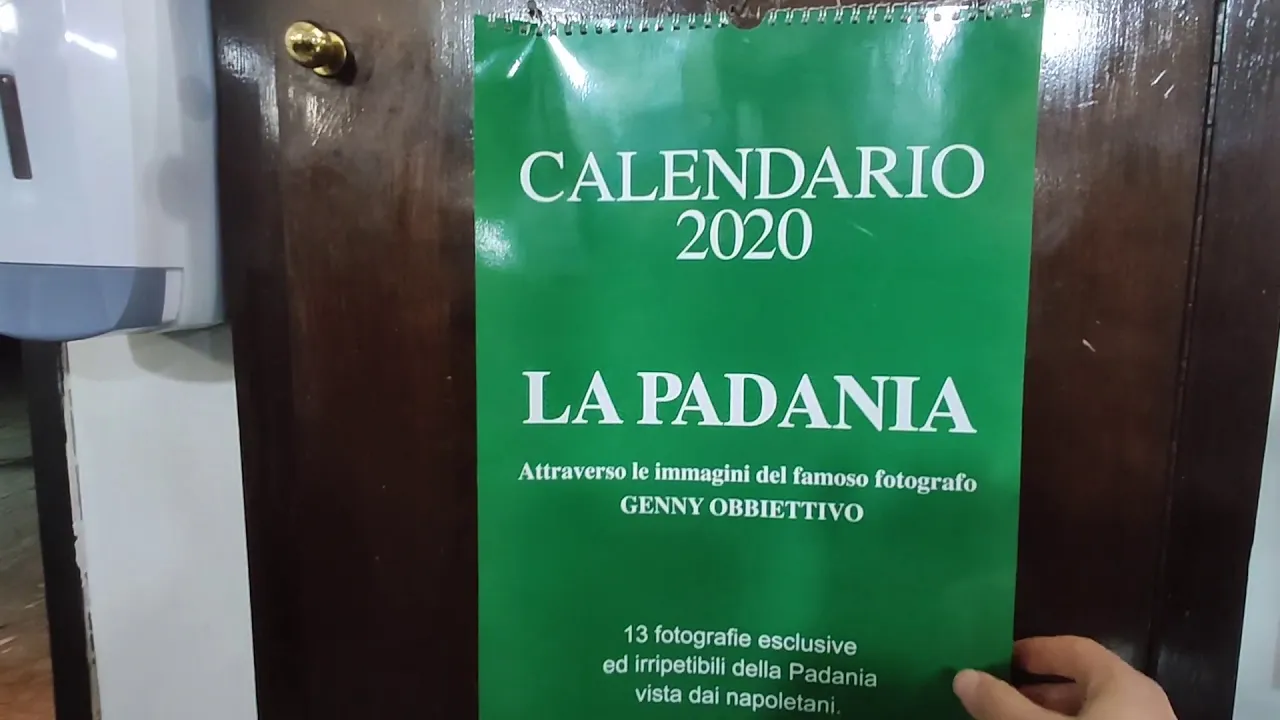 CALENDARIO
2020
LA PADANIA
Attraverso le immagini del famoso fotografo
GENNY OBBIETTIVO
13 fotografie esclusive
ed irripetibili della Padania
vista dai napoletani.